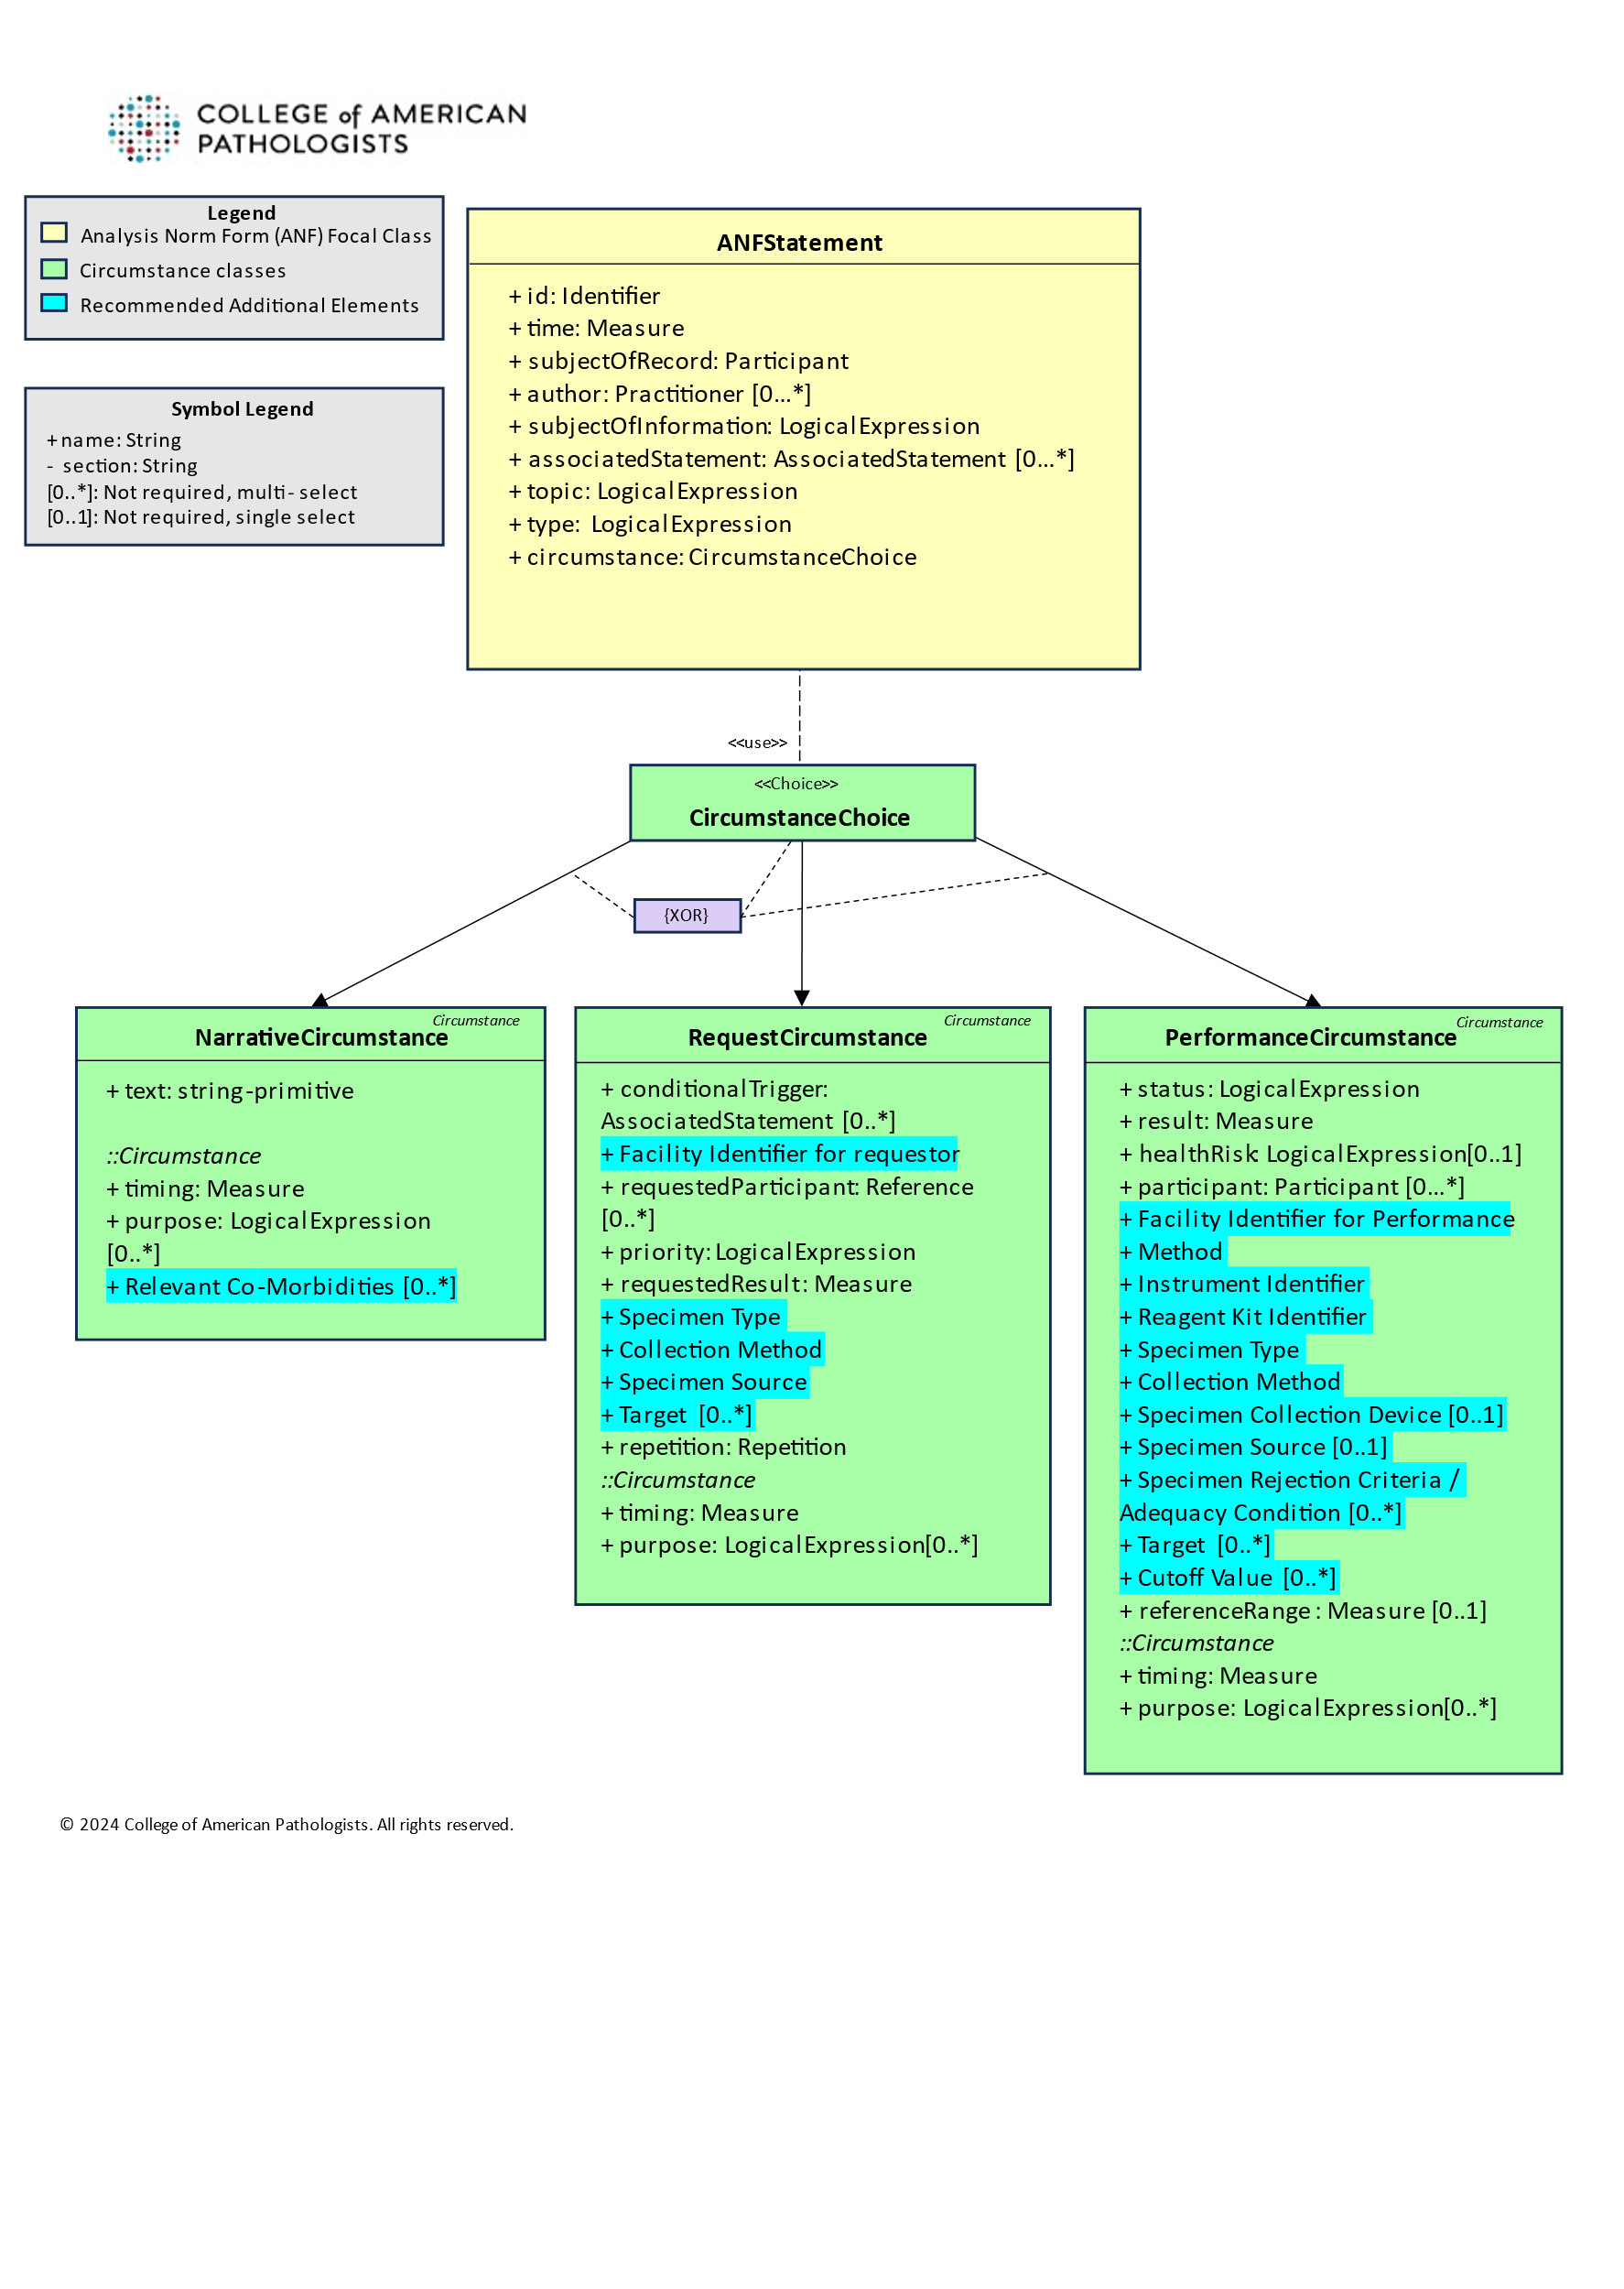 COLLEGE of AMERICAN
PATHOLOGISTS
Legend
Analysis Norm Form (ANF) Focal Class
Circumstance classes
Recommended Additional Elements
Symbol Legend
+ name: String
- section: String
[0..*]: Not required, multi- select
[0..1]: Not required, single select
ANFStatement
+ id: Identifier
+ time: Measure
+ subjectOfRecord: Participant
+ author: Practitioner [0...*]
+ subjectOfInformation: LogicalExpression
+ associatedStatement: AssociatedStatement [0...*]
+ topic: LogicalExpression
+ type: LogicalExpression
+ circumstance: CircumstanceChoice
<<use>>
<<Choice>>
CircumstanceChoice
{XOR}
Circumstance
NarrativeCircumstance
+ text: string-primitive
::Circumstance
+ timing: Measure
+ purpose: LogicalExpression
[0..*]
+ Relevant Co-Morbidities [0..*]
Circumstance
RequestCircumstance
+ conditionalTrigger:
AssociatedStatement [0..*]
+ Facility Identifier for requestor
+ requestedParticipant: Reference
[0..*]
+ priority: LogicalExpression
+ requestedResult: Measure
+ Specimen Type
+ Collection Method
+ Specimen Source
+ Target [0..*]
+ repetition: Repetition
::Circumstance
+ timing: Measure
+ purpose: LogicalExpression[0..*]
Circumstance
PerformanceCircumstance
+ status: LogicalExpression
+ result: Measure
+ healthRisk LogicalExpression[0..1]
+ participant: Participant [0...*]
+ Facility Identifier for Performance
+ Method
+ Instrument Identifier
+ Reagent Kit Identifier
+ Specimen Type
+ Collection Method
+ Specimen Collection Device [0..1]
+ Specimen Source [0..1]
+ Specimen Rejection Criteria /
Adequacy Condition [0..*]
+ Target [0..*]
+ Cutoff Value [0..*]
+ referenceRange : Measure [0..1]
::Circumstance
+ timing: Measure
+ purpose: LogicalExpression[0..*]
© 2024 College of American Pathologists. All rights reserved.